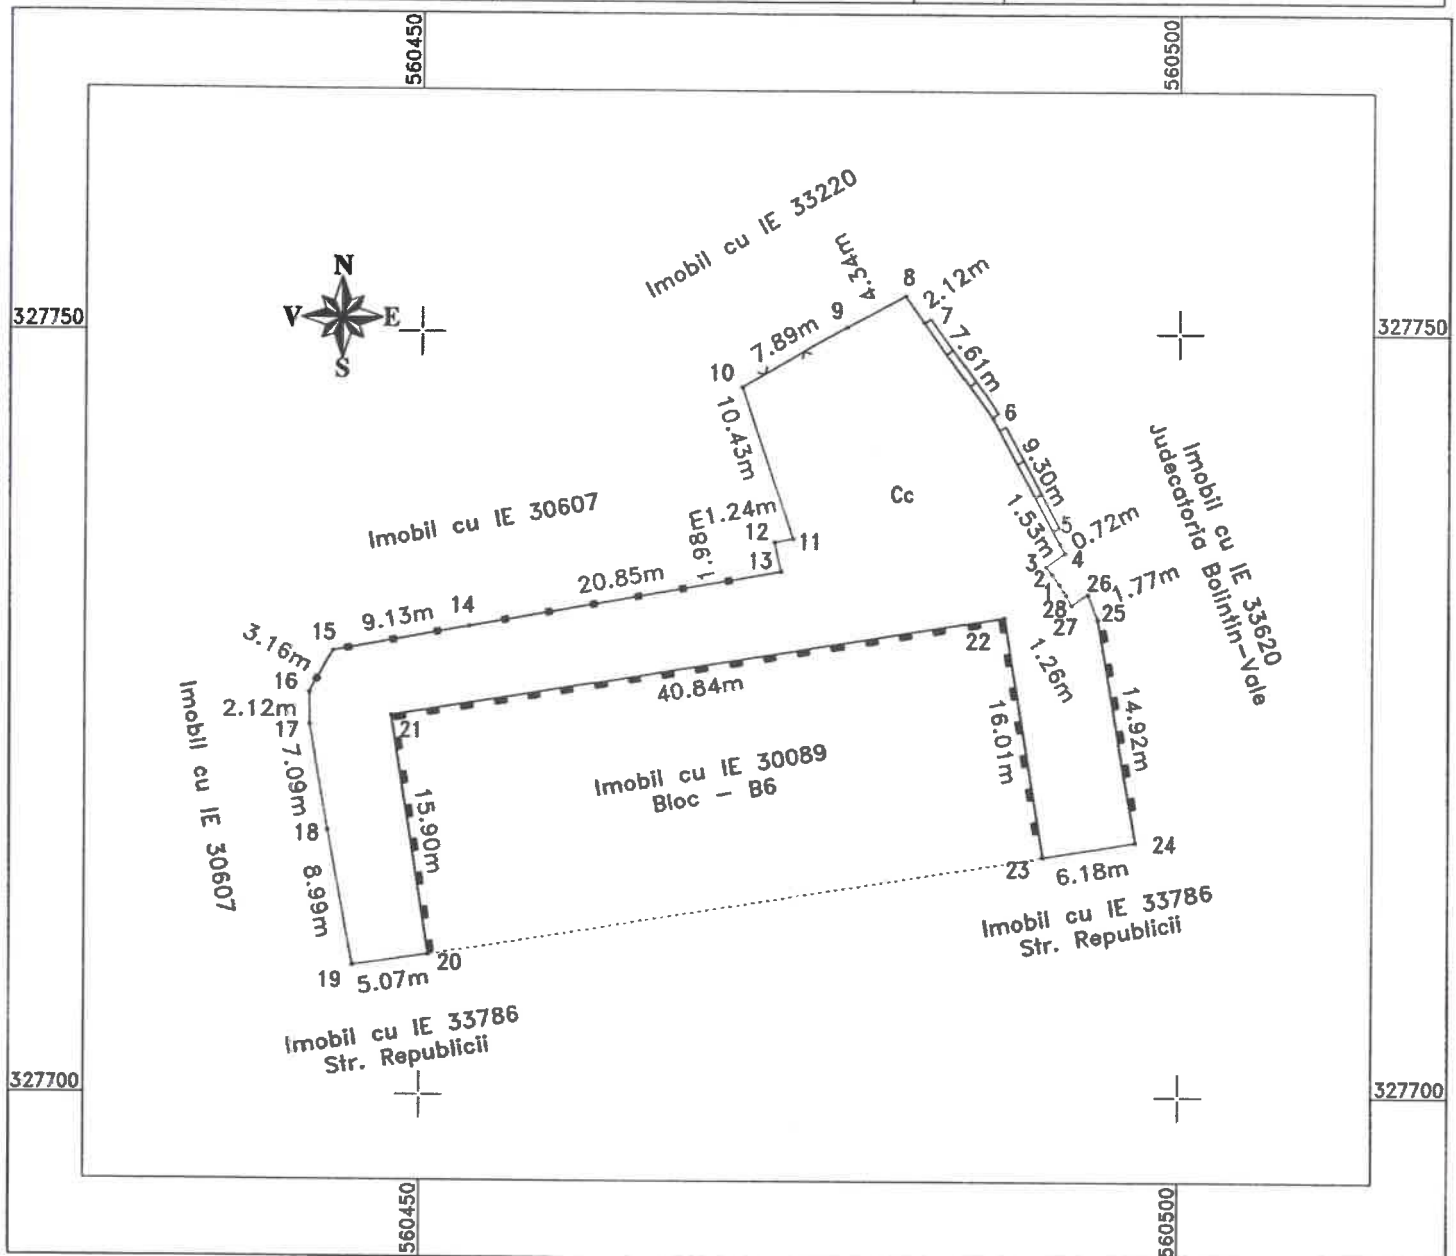 560450
560500
Imobil cu IE 33220
N
V
E
S
327750
327750
4.34m
8
2.12m
9
7
7.89m
7.61m
10
6
10.43m
9.30m
Cc
Imobil cu IE 33620
Judecatoria Bolintin-Vale
Imobil cu IE 30607
1.24m
1.53m
5
0.72m
12
11
4
1.98m
13
3
2
26
1.77m
1
20.85m
28
25
14
9.13m
27
15
22
3.16m
1.26m
16
40.84m
2.12m
17
21
16.01m
14.92m
Imobil cu IE 30607
7.09m
Imobil cu IE 30089
Bloc - B6
15.90m
18
24
8.99m
23
6.18m
Imobil cu IE 33786
Str. Republicii
20
19
5.07m
Imobil cu IE 33786
Str. Republicii
327700
327700
560450
560500